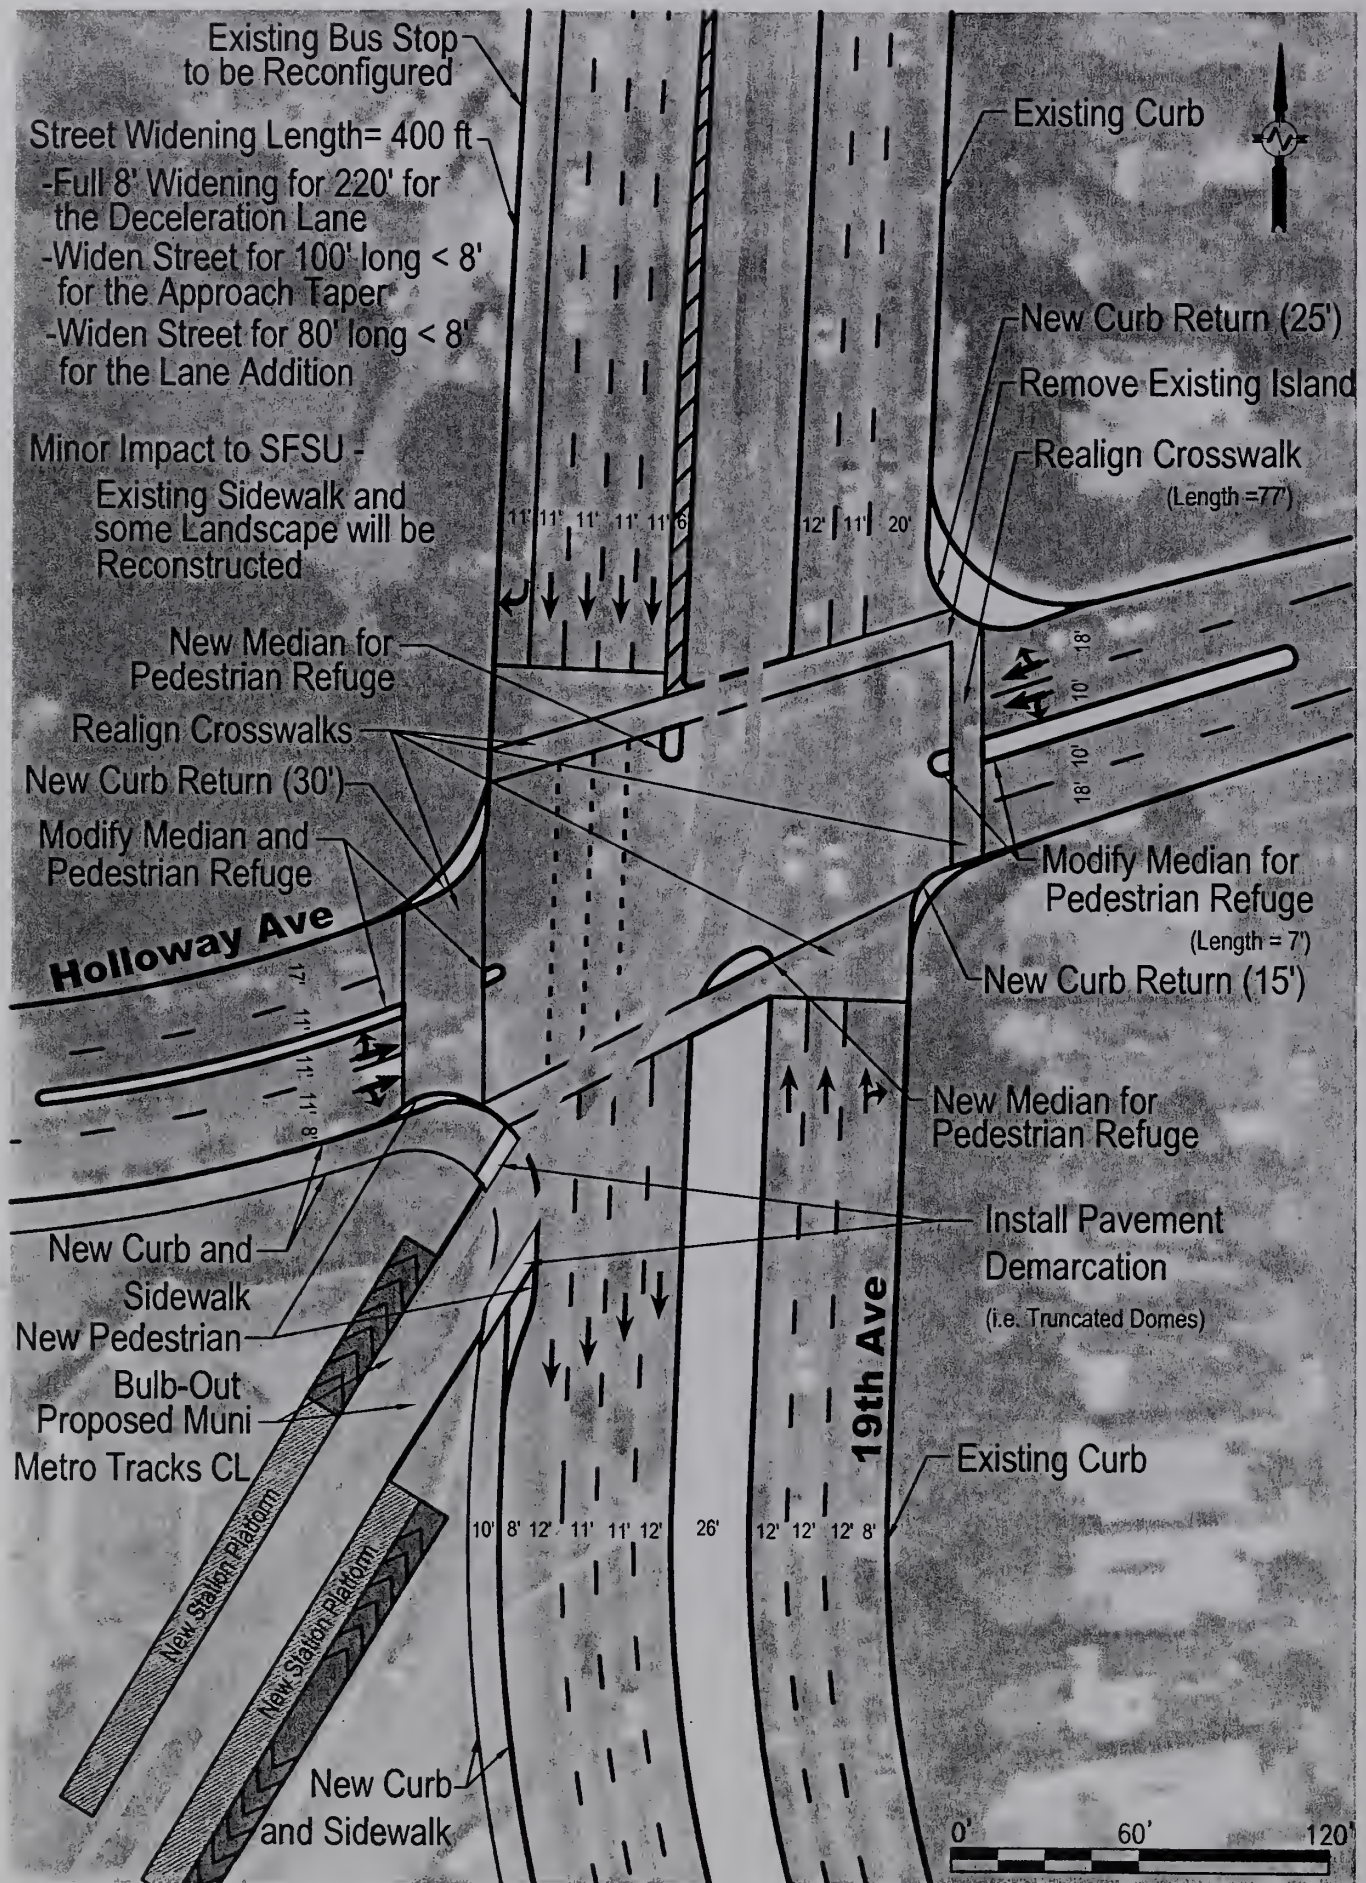 Existing Bus Stop
to be Reconfigured
Street Widening Length= 400 ft
-Full 8' Widening for 220' for
the Deceleration Lane
-Widen Street for 100' long < 8'
for the Approach Taper
-Widen Street for 80' long < 8'
for the Lane Addition
Minor Impact to SFSU -
Existing Sidewalk and
some Landscape will be
Reconstructed
Existing Curb
New Curb Return (25')
Remove Existing Island
Realign Crosswalk
(Length =77')
11' 11' 11' 11' 11' 6'
12' 11' 20'
New Median for
Pedestrian Refuge
Realign Crosswalks
New Curb Return (30')
Modify Median and
Pedestrian Refuge
18'
10'
10'
18'
Holloway Ave
17'
11'
11'
11'
8'
Modify Median for
Pedestrian Refuge
(Length = 7')
New Curb Return (15')
New Median for
Pedestrian Refuge
Install Pavement
Demarcation
(i.e. Truncated Domes)
New Curb and
Sidewalk
New Pedestrian
Bulb-Out
Proposed Muni
Metro Tracks CL
19th Ave
Existing Curb
New Station Platform
New Station Platform
10' 8' 12' 11' 11' 12' 26' 12' 12' 12' 8'
New Curb
and Sidewalk
0' 60' 120'